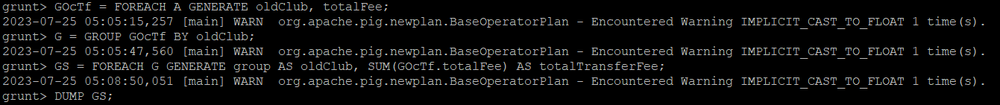 grunt> GOcTf = FOREACH A GENERATE oldClub, totalFee;
2023-07-25 05:05:15,257 [main] WARN  org.apache.pig.newplan.BaseOperatorPlan - Encountered Warning IMPLICIT_CAST_TO_FLOAT 1 time(s).
grunt> G = GROUP GOcTf BY oldClub;
2023-07-25 05:05:47,560 [main] WARN  org.apache.pig.newplan.BaseOperatorPlan - Encountered Warning IMPLICIT_CAST_TO_FLOAT 1 time(s).
grunt> GS = FOREACH G GENERATE group AS oldClub, SUM(GOcTf.totalFee) AS totalTransferFee;
2023-07-25 05:08:50,051 [main] WARN  org.apache.pig.newplan.BaseOperatorPlan - Encountered Warning IMPLICIT_CAST_TO_FLOAT 1 time(s).
grunt> DUMP GS;